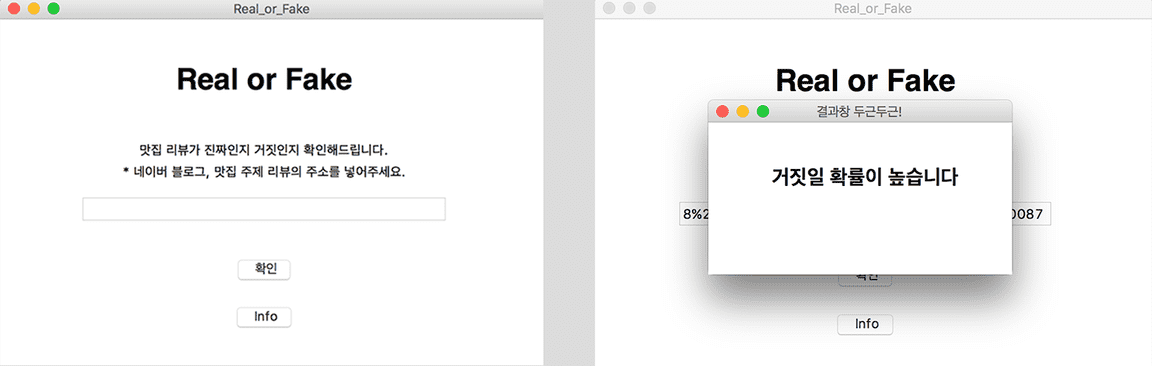 Real_or_Fake
Real or Fake
맛집 리뷰가 진짜인지 거짓인지 확인해드립니다.
* 네이버 블로그, 맛집 주제 리뷰의 주소를 넣어주세요.
확인
Info
Real_or_Fake
Real or Fake
결과창 두근두근!
거짓일 확률이 높습니다
8%2
0087
확인
Info